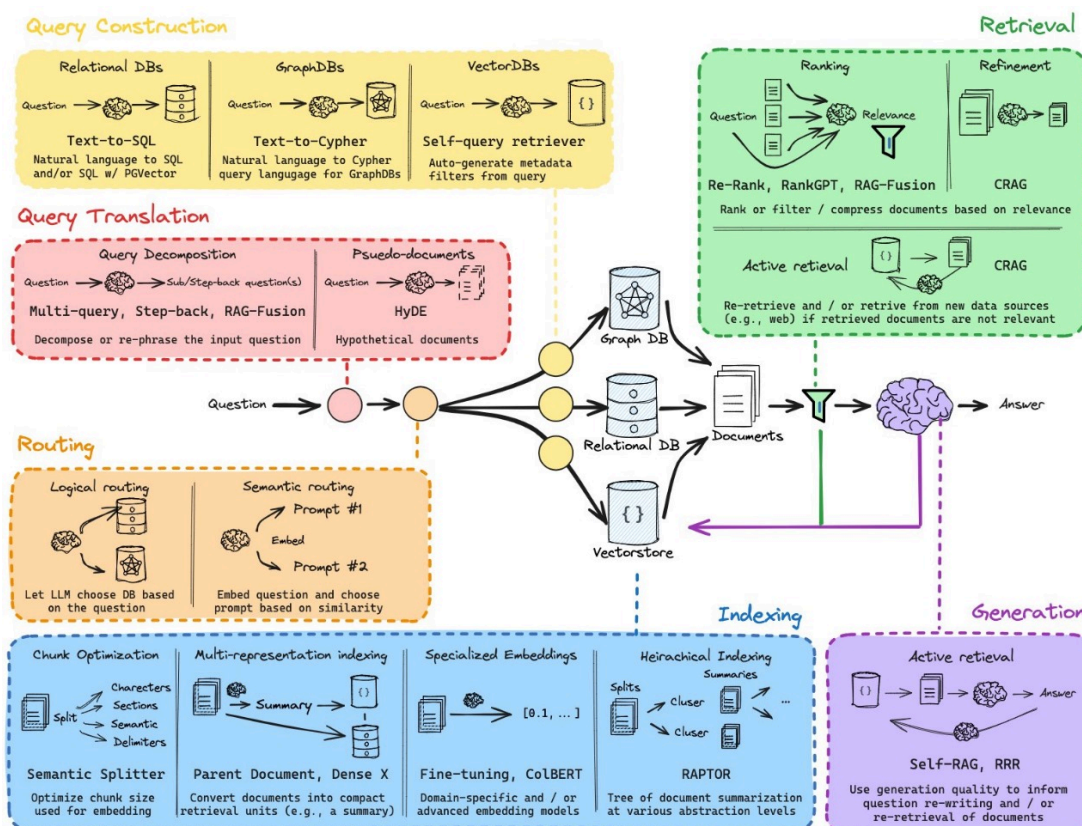 Query Construction
Relational DBs
Question
Text-to-SQL
Natural language to SQL
and/or SQL w/ PGVector
GraphDBs
Question
Text-to-Cypher
Natural language to Cypher
query langugage for GraphDBs
VectorDBs
Question
{ }
Self-query retriever
Auto-generate metadata
filters from query
Retrieval
Ranking
Question
Relevance
Re-Rank, RankGPT, RAG-Fusion
Refinement
CRAG
Rank or filter / compress documents based on relevance
Active retieval
{ }
CRAG
Re-retrieve and / or retrive from new data sources
(e.g., web) if retrieved documents are not relevant
Query Translation
Query Decomposition
Question
Sub/Step-back question(s)
Multi-query, Step-back, RAG-Fusion
Decompose or re-phrase the input question
Psuedo-documents
Question
HyDE
Hypothetical documents
Question
Graph DB
Relational DB
{ }
Vectorstore
Documents
Answer
Routing
Logical routing
Let LLM choose DB based
on the question
Semantic routing
Prompt #1
Embed
Prompt #2
Embed question and choose
prompt based on similarity
Indexing
Chunk Optimization
Split
Charecters
Sections
Semantic
Delimiters
Semantic Splitter
Optimize chunk size
used for embedding
Multi-representation indexing
Summary
{ }
Parent Document, Dense X
Convert documents into compact
retrieval units (e.g., a summary)
Specialized Embeddings
[0.1, ...]
Fine-tuning, ColBERT
Domain-specific and / or
advanced embedding models
Heirachical Indexing
Summaries
Splits
Cluser
Cluser
...
RAPTOR
Tree of document summarization
at various abstraction levels
Generation
Active retieval
{ }
Answer
Self-RAG, RRR
Use generation quality to inform
question re-writing and / or
re-retrieval of documents